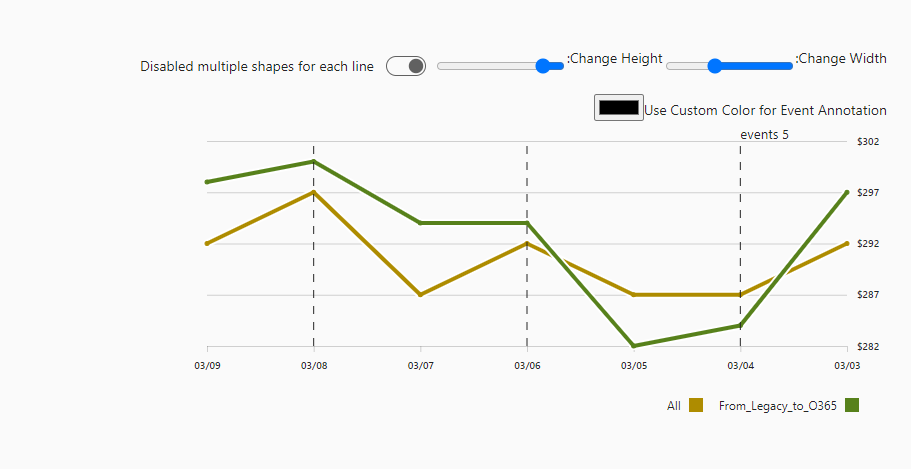 Disabled multiple shapes for each line
:Change Height
:Change Width
Use Custom Color for Event Annotation
events 5
$302
$297
$292
$287
$282
03/09 03/08 03/07 03/06 03/05 03/04 03/03
All From_Legacy_to_O365